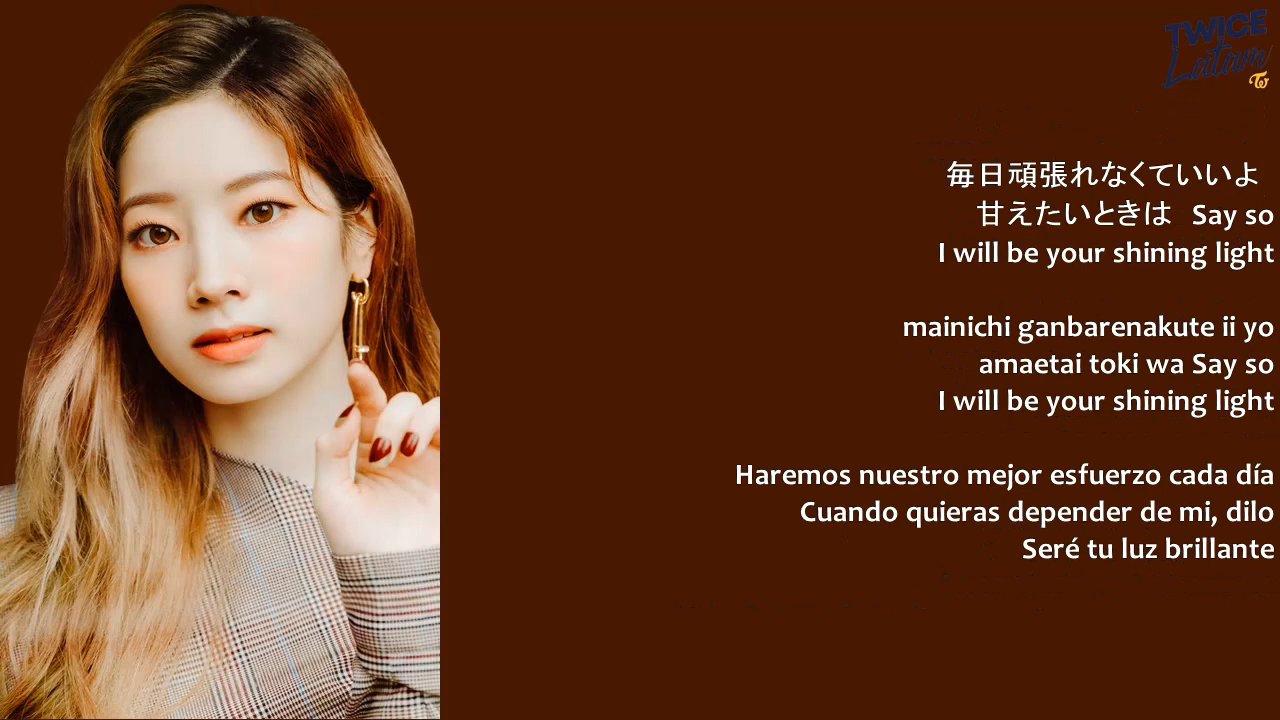 TWICE
Latam
毎日頑張れなくていいよ
甘えたいときは Say so
I will be your shining light
mainichi ganbarenakute ii yo
amaetai toki wa Say so
I will be your shining light
Haremos nuestro mejor esfuerzo cada día
Cuando quieras depender de mi, dilo
Seré tu luz brillante